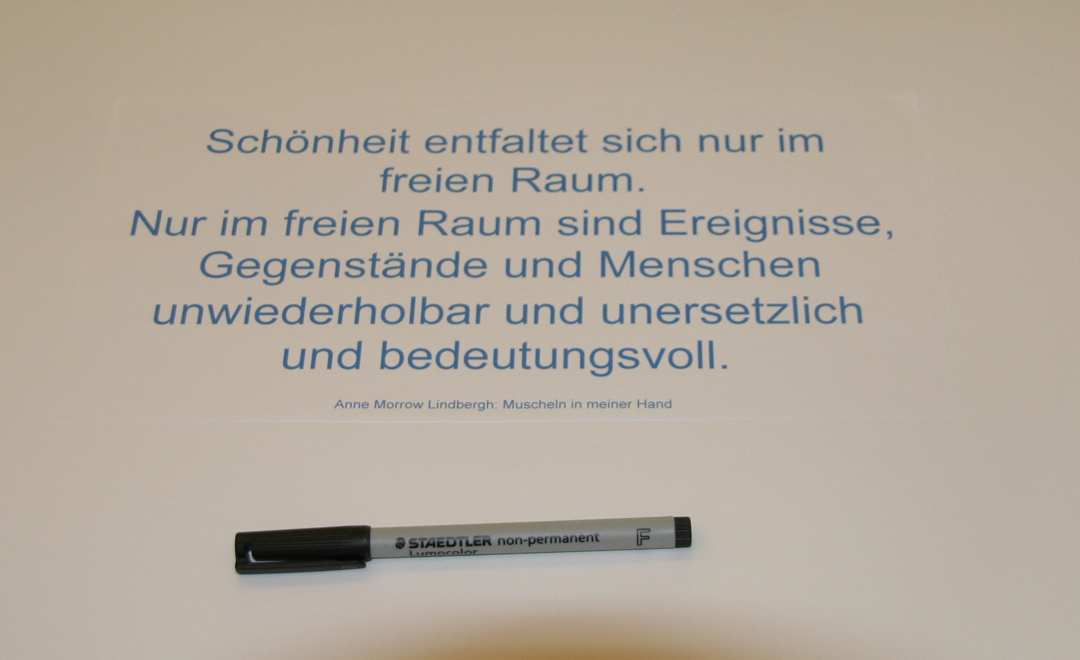 Schönheit entfaltet sich nur im
freien Raum.
Nur im freien Raum sind Ereignisse,
Gegenstände und Menschen
unwiederholbar und unersetzlich
und bedeutungsvoll.
Anne Morrow Lindbergh: Muscheln in meiner Hand
STAEDTLER non-permanent F
Lumocolor